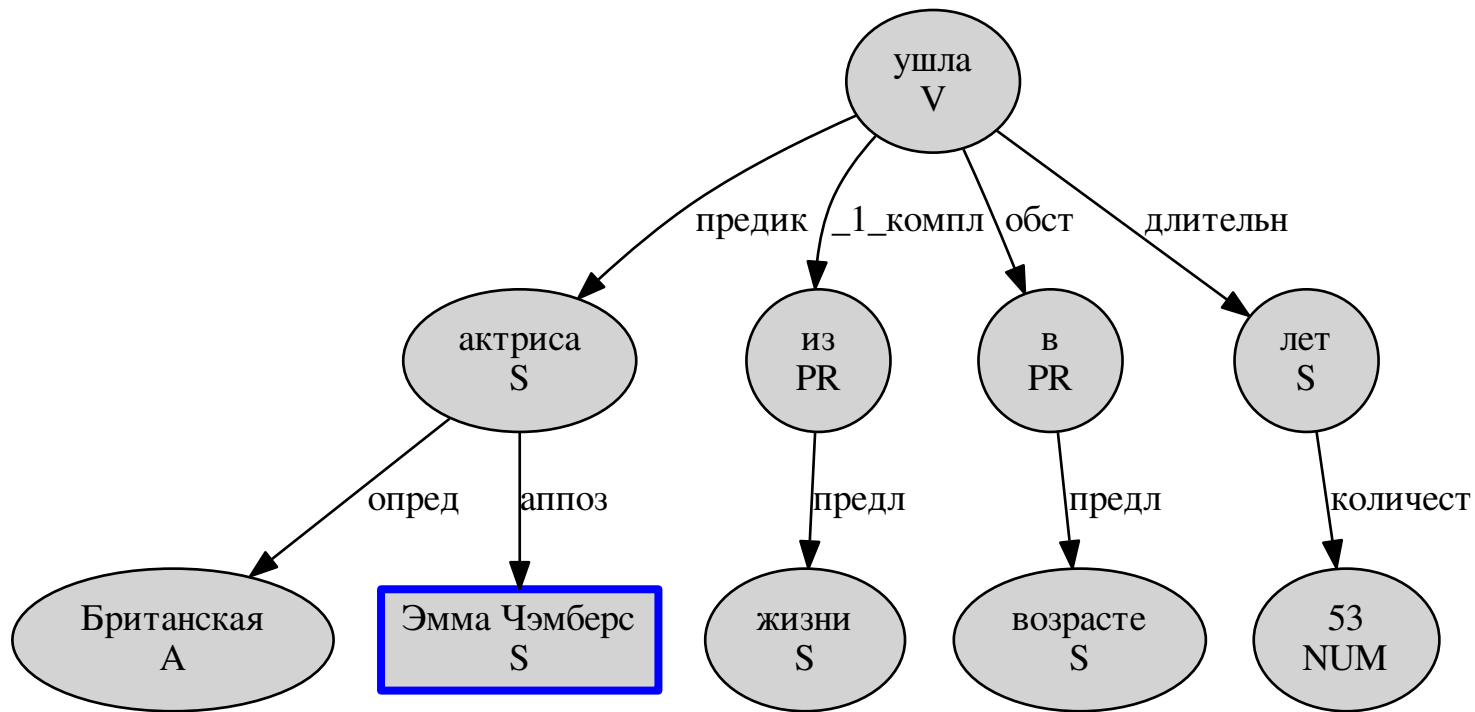 ушла
V
предик _1_компл обст длительн
актриса
S
из
PR
в
PR
лет
S
опред аппоз предл предл количест
Британская
A
Эмма Чэмберс
S
жизни
S
возрасте
S
53
NUM